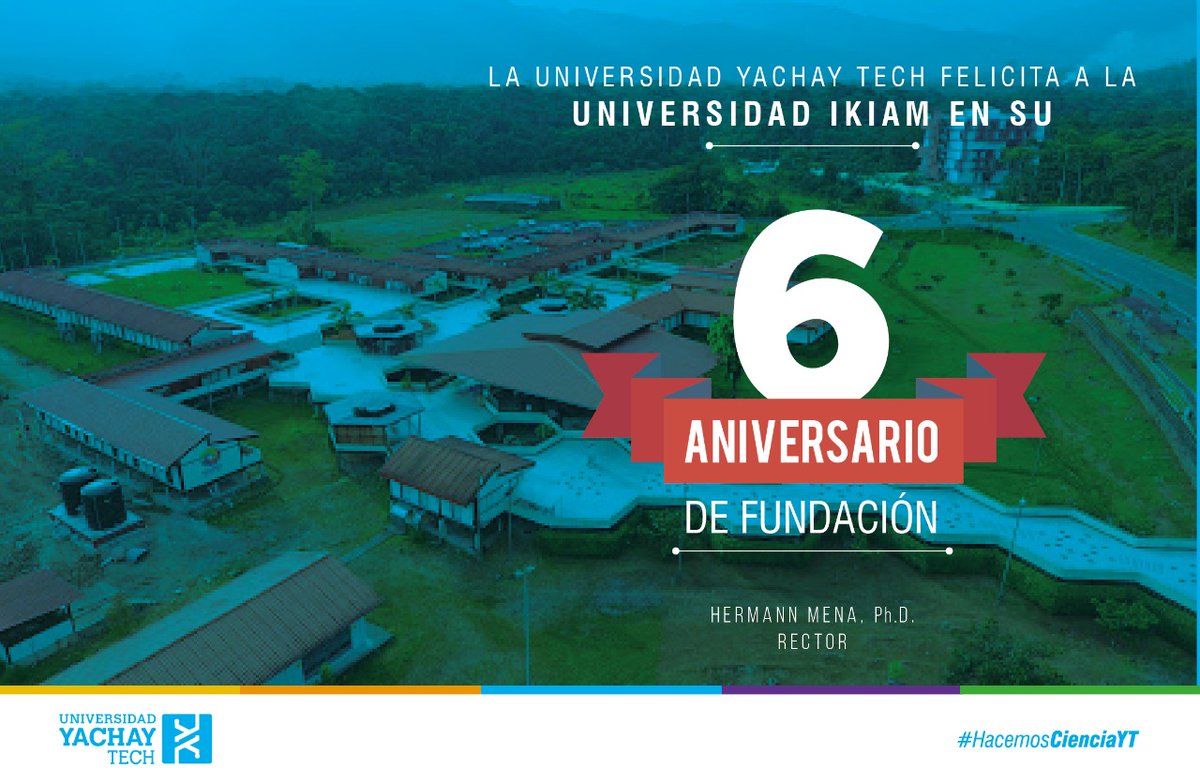 LA UNIVERSIDAD YACHAY TECH FELICITA A LA
UNIVERSIDAD IKIAM EN SU
6
ANIVERSARIO
DE FUNDACIÓN
HERMANN MENA, Ph.D.
RECTOR
UNIVERSIDAD
YACHAY
TECH
#HacemosCienciaYT